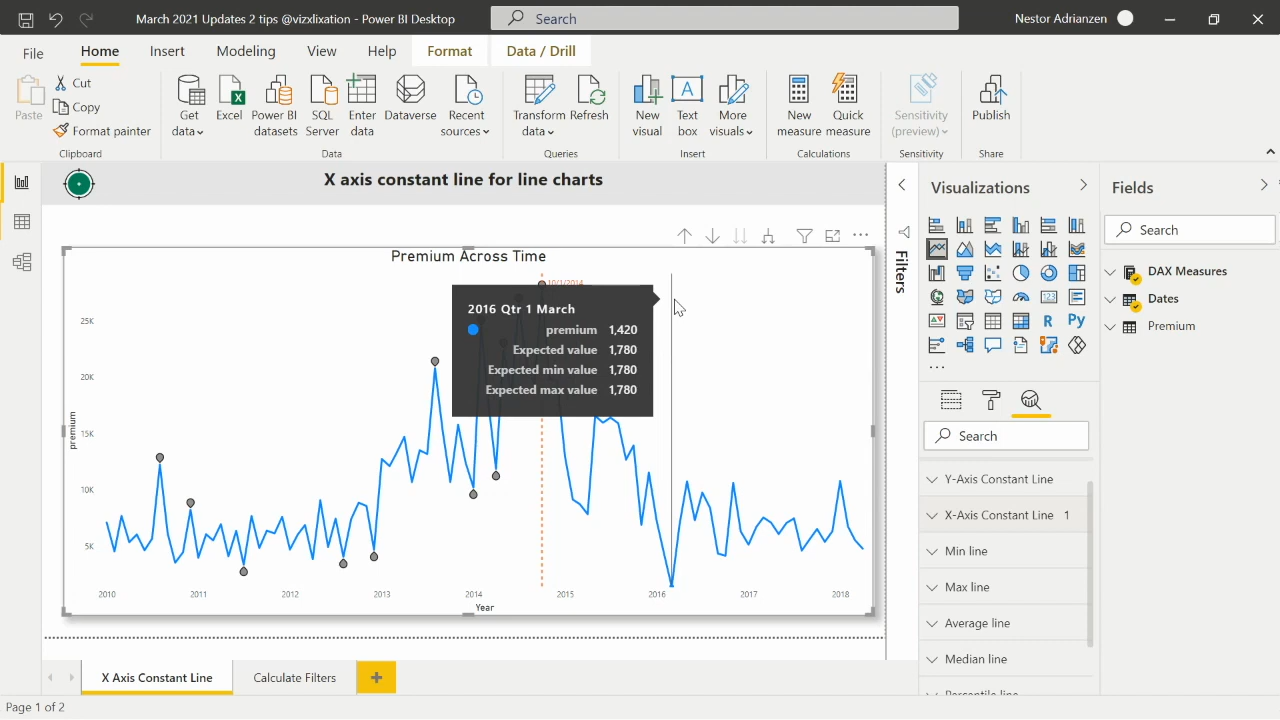 March 2021 Updates 2 tips @vizxlixation - Power BI Desktop
Search
Nestor Adrianzen
File
Home
Insert
Modeling
View
Help
Format
Data / Drill
Paste
Cut
Copy
Format painter
Clipboard
Get data
Excel
Power BI datasets
SQL Server
Enter data
Dataverse
Recent sources
Data
Transform data
Refresh
Queries
New visual
Text box
More visuals
Insert
New measure
Quick measure
Calculations
Sensitivity (preview)
Sensitivity
Publish
Share
X axis constant line for line charts
Premium Across Time
10/1/2014
2016 Qtr 1 March
premium 1,420
Expected value 1,780
Expected min value 1,780
Expected max value 1,780
25K
20K
15K
10K
5K
premium
2010 2011 2012 2013 2014 2015 2016 2017 2018
Year
Filters
Visualizations
R
Py
123
Search
Y-Axis Constant Line
X-Axis Constant Line 1
Min line
Max line
Average line
Median line
Percentile line
Fields
Search
DAX Measures
Dates
Premium
X Axis Constant Line
Calculate Filters
Page 1 of 2